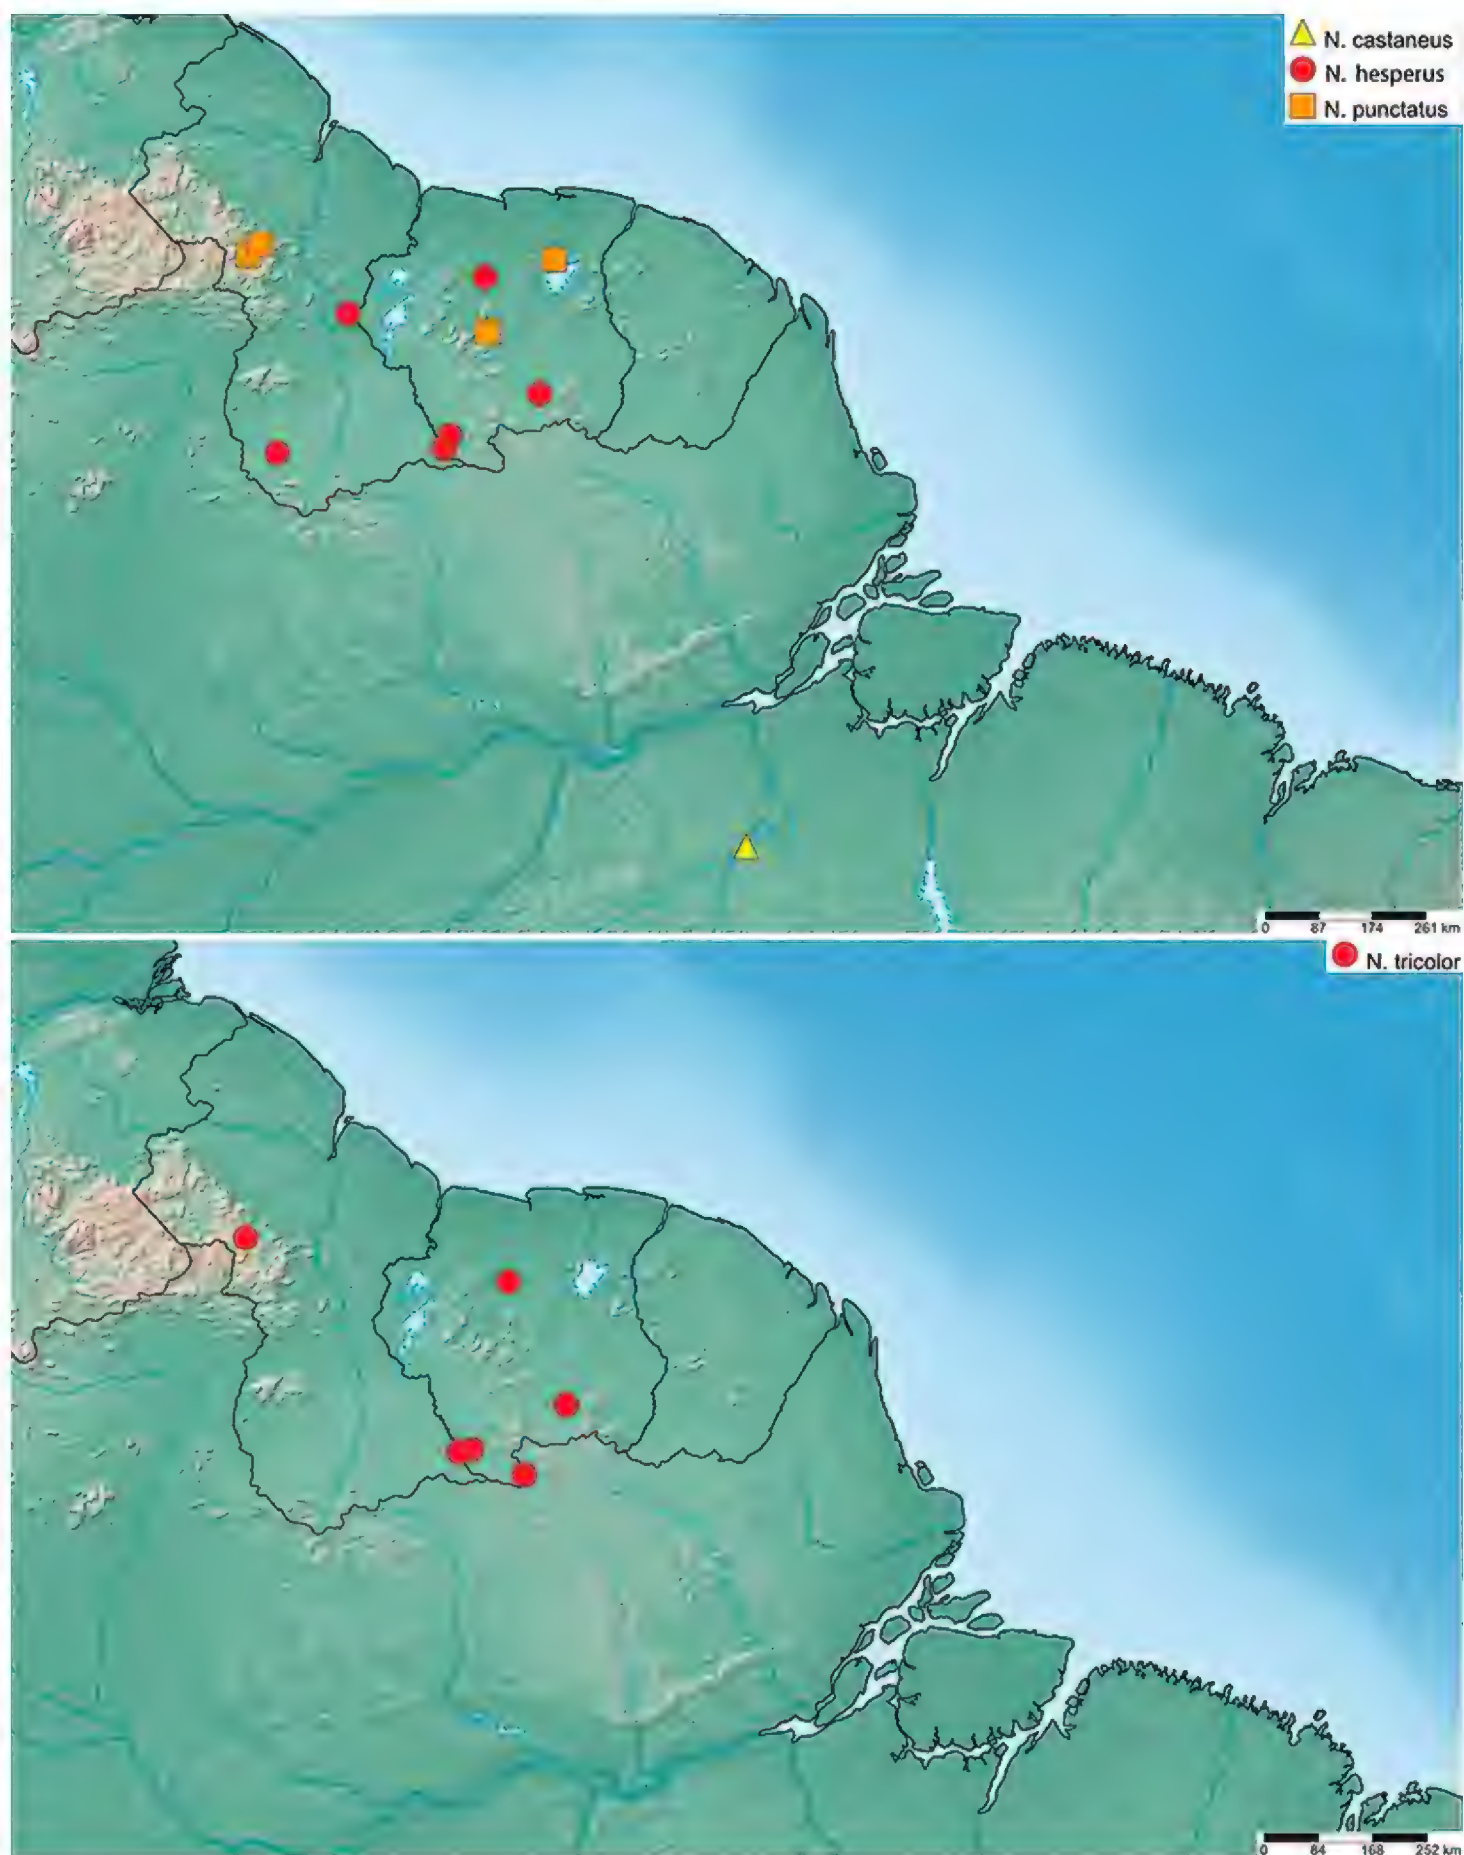 N. castaneus
N. hesperus
N. punctatus
0 87 174 261 km
N. tricolor
0 84 168 252 km